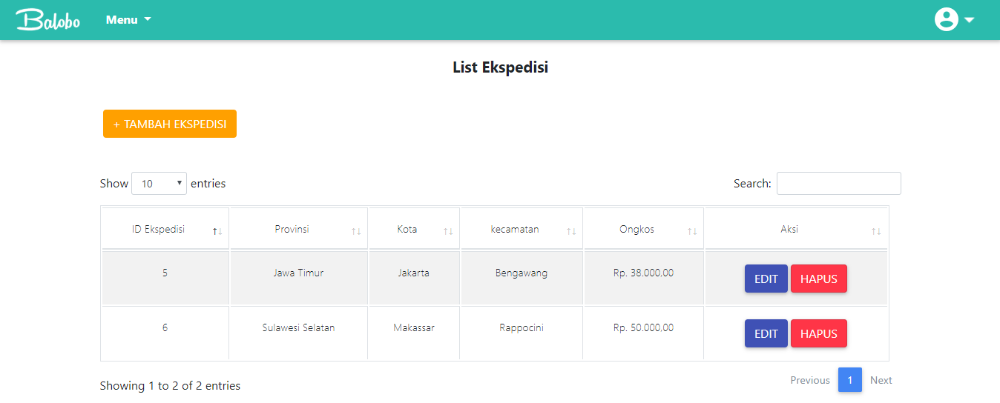 Balobo Menu
List Ekspedisi
+ TAMBAH EKSPEDISI
Show 10 entries Search:
ID Ekspedisi Provinsi Kota kecamatan Ongkos Aksi
5 Jawa Timur Jakarta Bengawang Rp. 38.000,00 EDIT HAPUS
6 Sulawesi Selatan Makassar Rappocini Rp. 50.000,00 EDIT HAPUS
Showing 1 to 2 of 2 entries Previous 1 Next